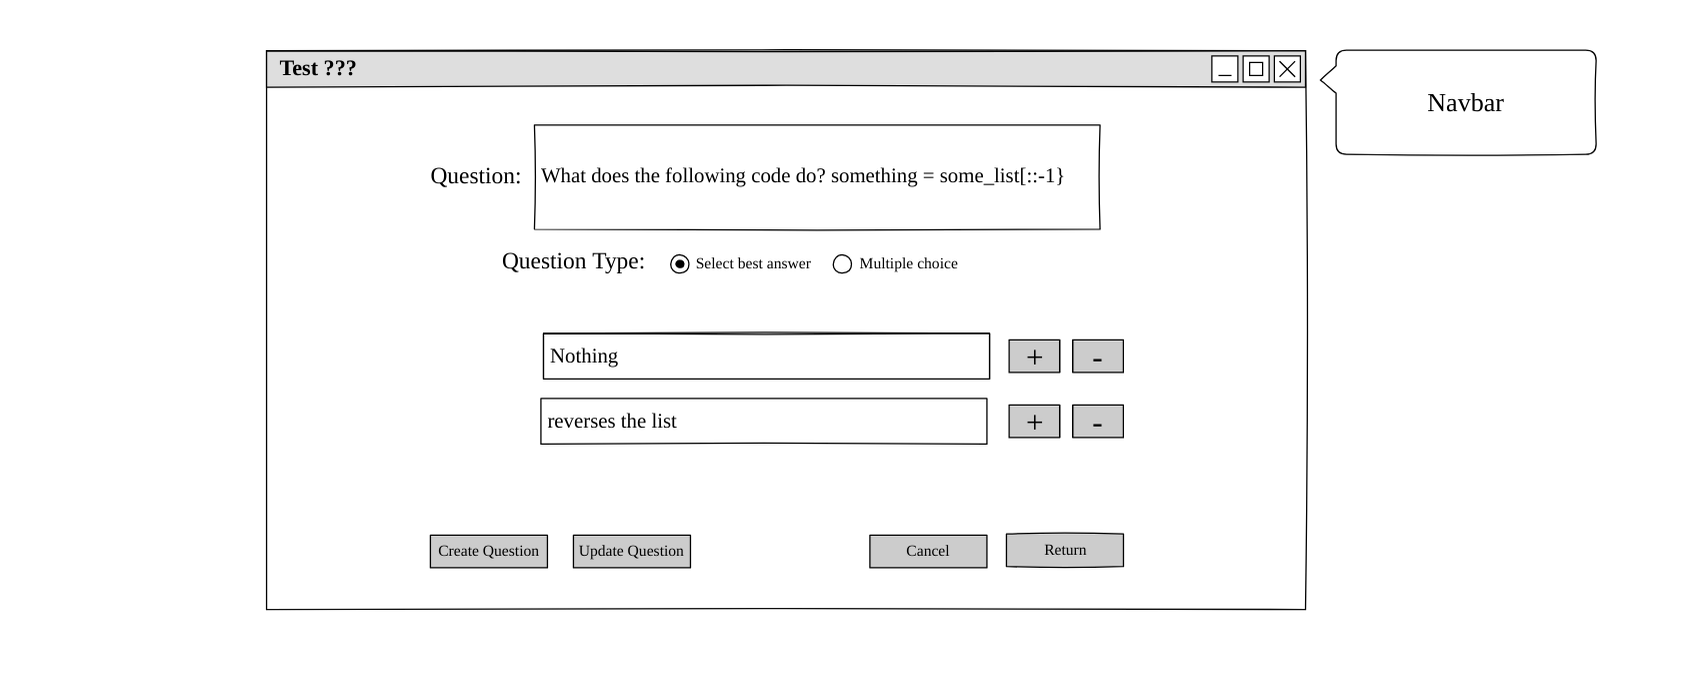 Test ???
Navbar
Question:
What does the following code do? something = some_list[::-1}
Question Type:
Select best answer
Multiple choice
Nothing
+
-
reverses the list
+
-
Create Question
Update Question
Cancel
Return